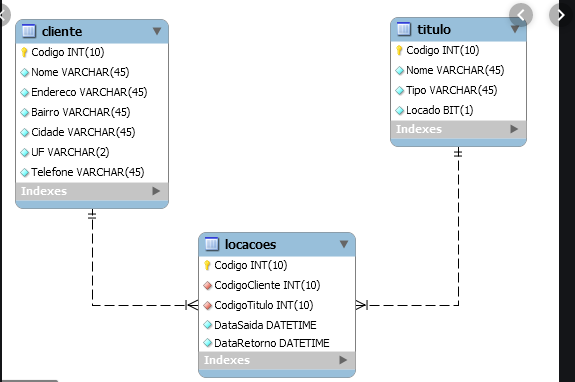 cliente
Codigo INT(10)
Nome VARCHAR(45)
Endereco VARCHAR(45)
Bairro VARCHAR(45)
Cidade VARCHAR(45)
UF VARCHAR(2)
Telefone VARCHAR(45)
Indexes
titulo
Codigo INT(10)
Nome VARCHAR(45)
Tipo VARCHAR(45)
Locado BIT(1)
Indexes
locacoes
Codigo INT(10)
CodigoCliente INT(10)
CodigoTitulo INT(10)
DataSaida DATETIME
DataRetorno DATETIME
Indexes